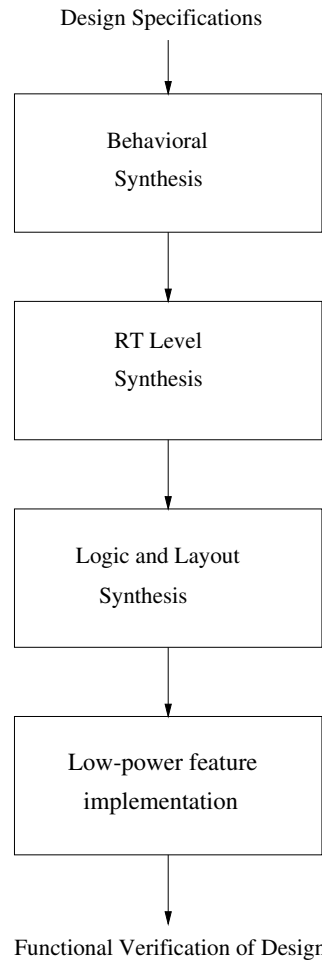 Design Specifications
Behavioral
Synthesis
RT Level
Synthesis
Logic and Layout
Synthesis
Low-power feature
implementation
Functional Verification of Design